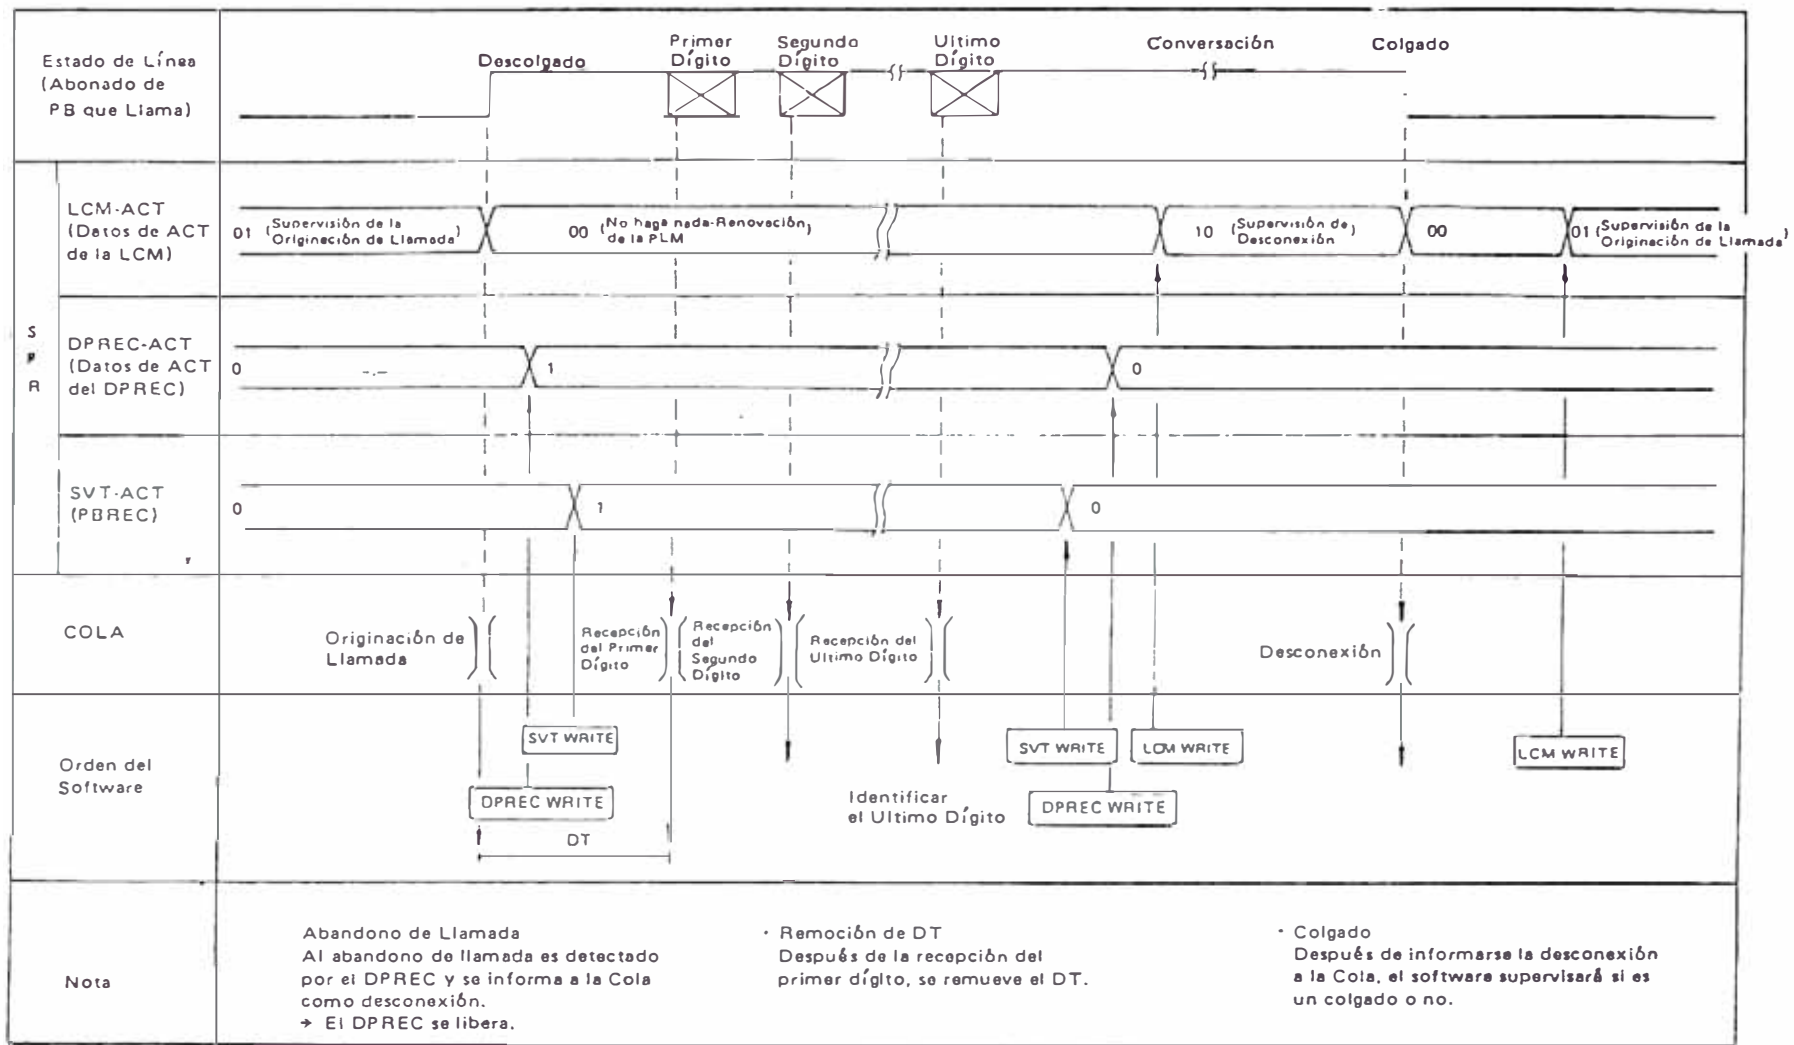 Estado de Línea
(Abonado de
PB que Llama)
Descolgado
Primer
Dígito
Segundo
Dígito
Ultimo
Dígito
Conversación
Colgado
S
P
R
LCM-ACT
(Datos de ACT
de la LCM)
01 (Supervisión de la
Originación de Llamada)
00 (No haga nada-Renovación)
de la PLM
10 (Supervisión de)
Desconexión
00
01 (Supervisión de la
Originación de Llamada)
DPREC-ACT
(Datos de ACT
del DPREC)
0
1
0
SVT-ACT
(PBREC)
0
1
0
COLA
Originación de
Llamada
Recepción
del Primer
Dígito
Recepción
del
Segundo
Dígito
Recepción del
Ultimo Dígito
Desconexión
Orden del
Software
SVT WRITE
DPREC WRITE
DT
Identificar
el Ultimo Dígito
SVT WRITE
LCM WRITE
DPREC WRITE
LCM WRITE
Nota
Abandono de Llamada
Al abandono de llamada es detectado
por el DPREC y se informa a la Cola
como desconexión.
→ El DPREC se libera.
· Remoción de DT
Después de la recepción del
primer dígito, se remueve el DT.
· Colgado
Después de informarse la desconexión
a la Cola, el software supervisará si es
un colgado o no.